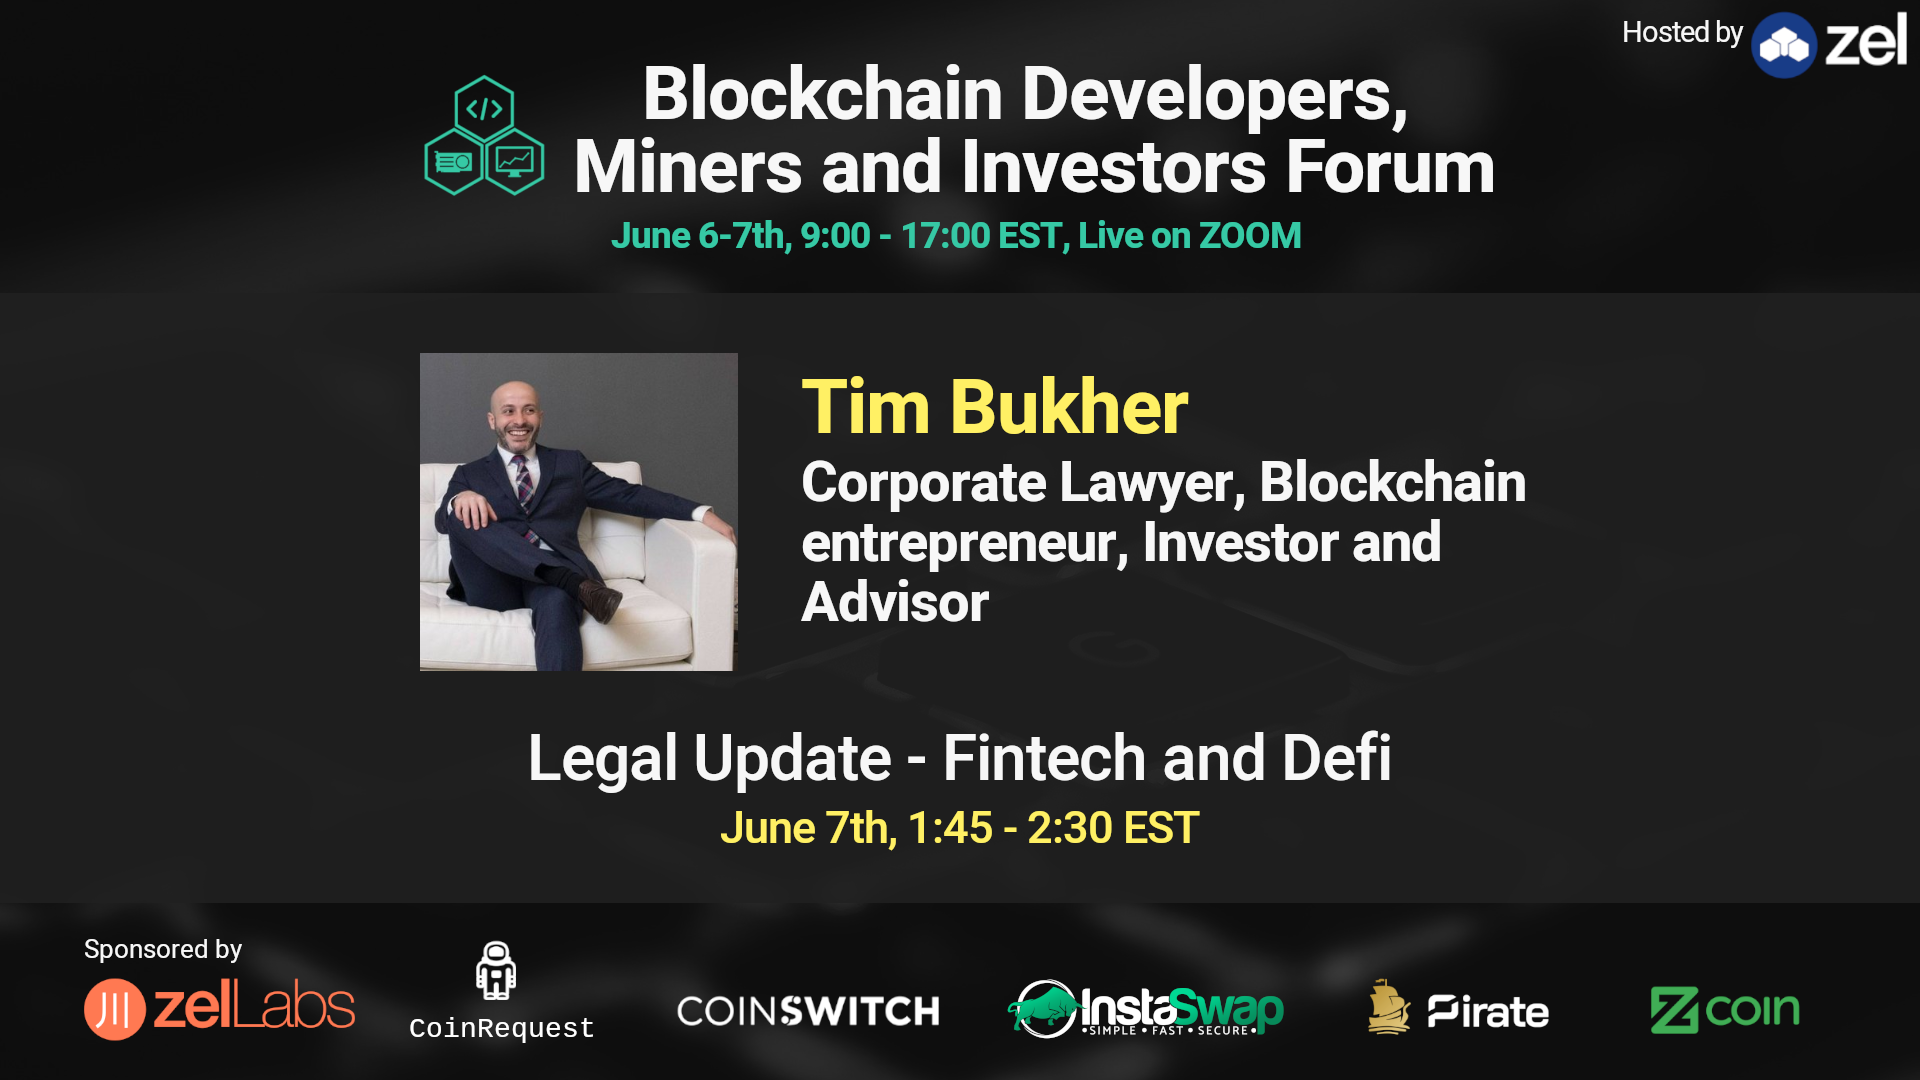 Hosted by zel
Blockchain Developers,
Miners and Investors Forum
June 6-7th, 9:00 - 17:00 EST, Live on ZOOM
Tim Bukher
Corporate Lawyer, Blockchain
entrepreneur, Investor and
Advisor
Legal Update - Fintech and Defi
June 7th, 1:45 - 2:30 EST
Sponsored by
zelLabs
CoinRequest
COINSWITCH
InstaSwap
•SIMPLE • FAST • SECURE•
Pirate
Zcoin